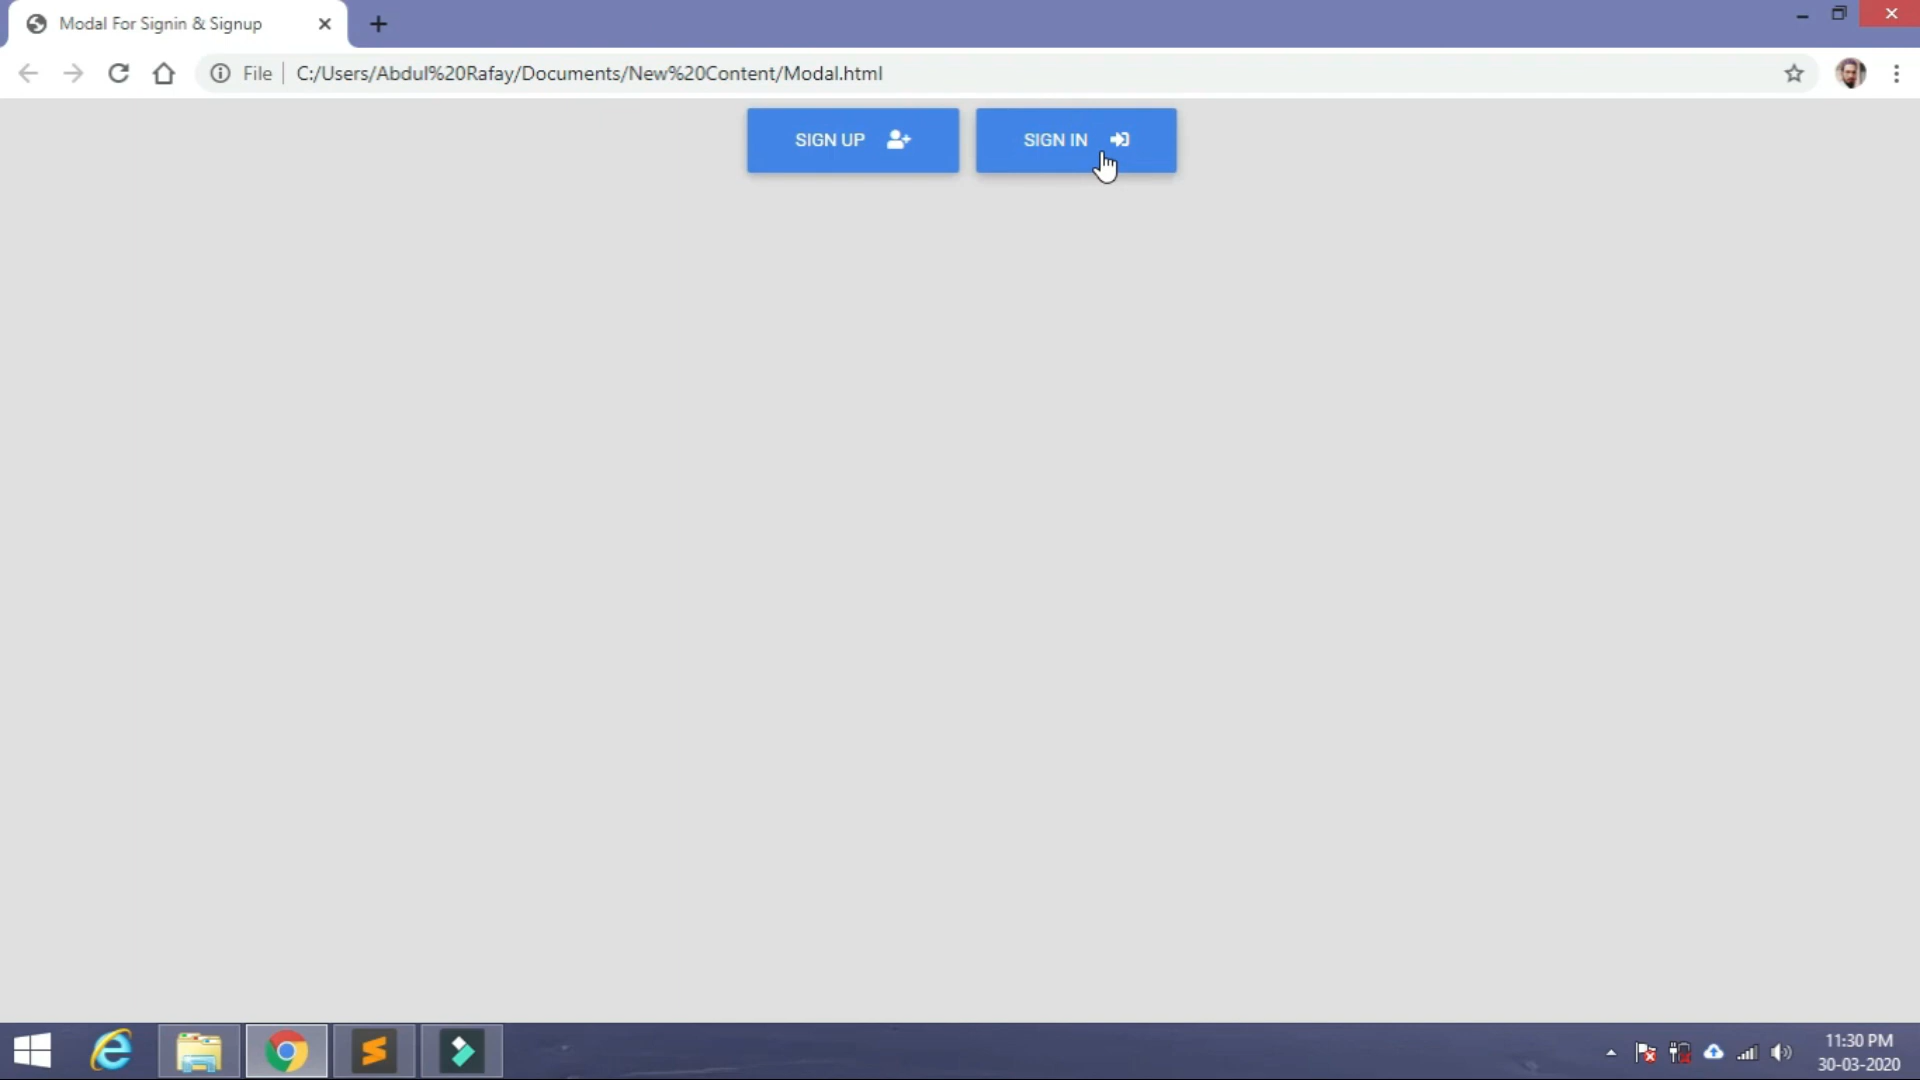 Modal For Signin & Signup
File C:/Users/Abdul%20Rafay/Documents/New%20Content/Modal.html
SIGN UP
SIGN IN
11:30 PM
30-03-2020